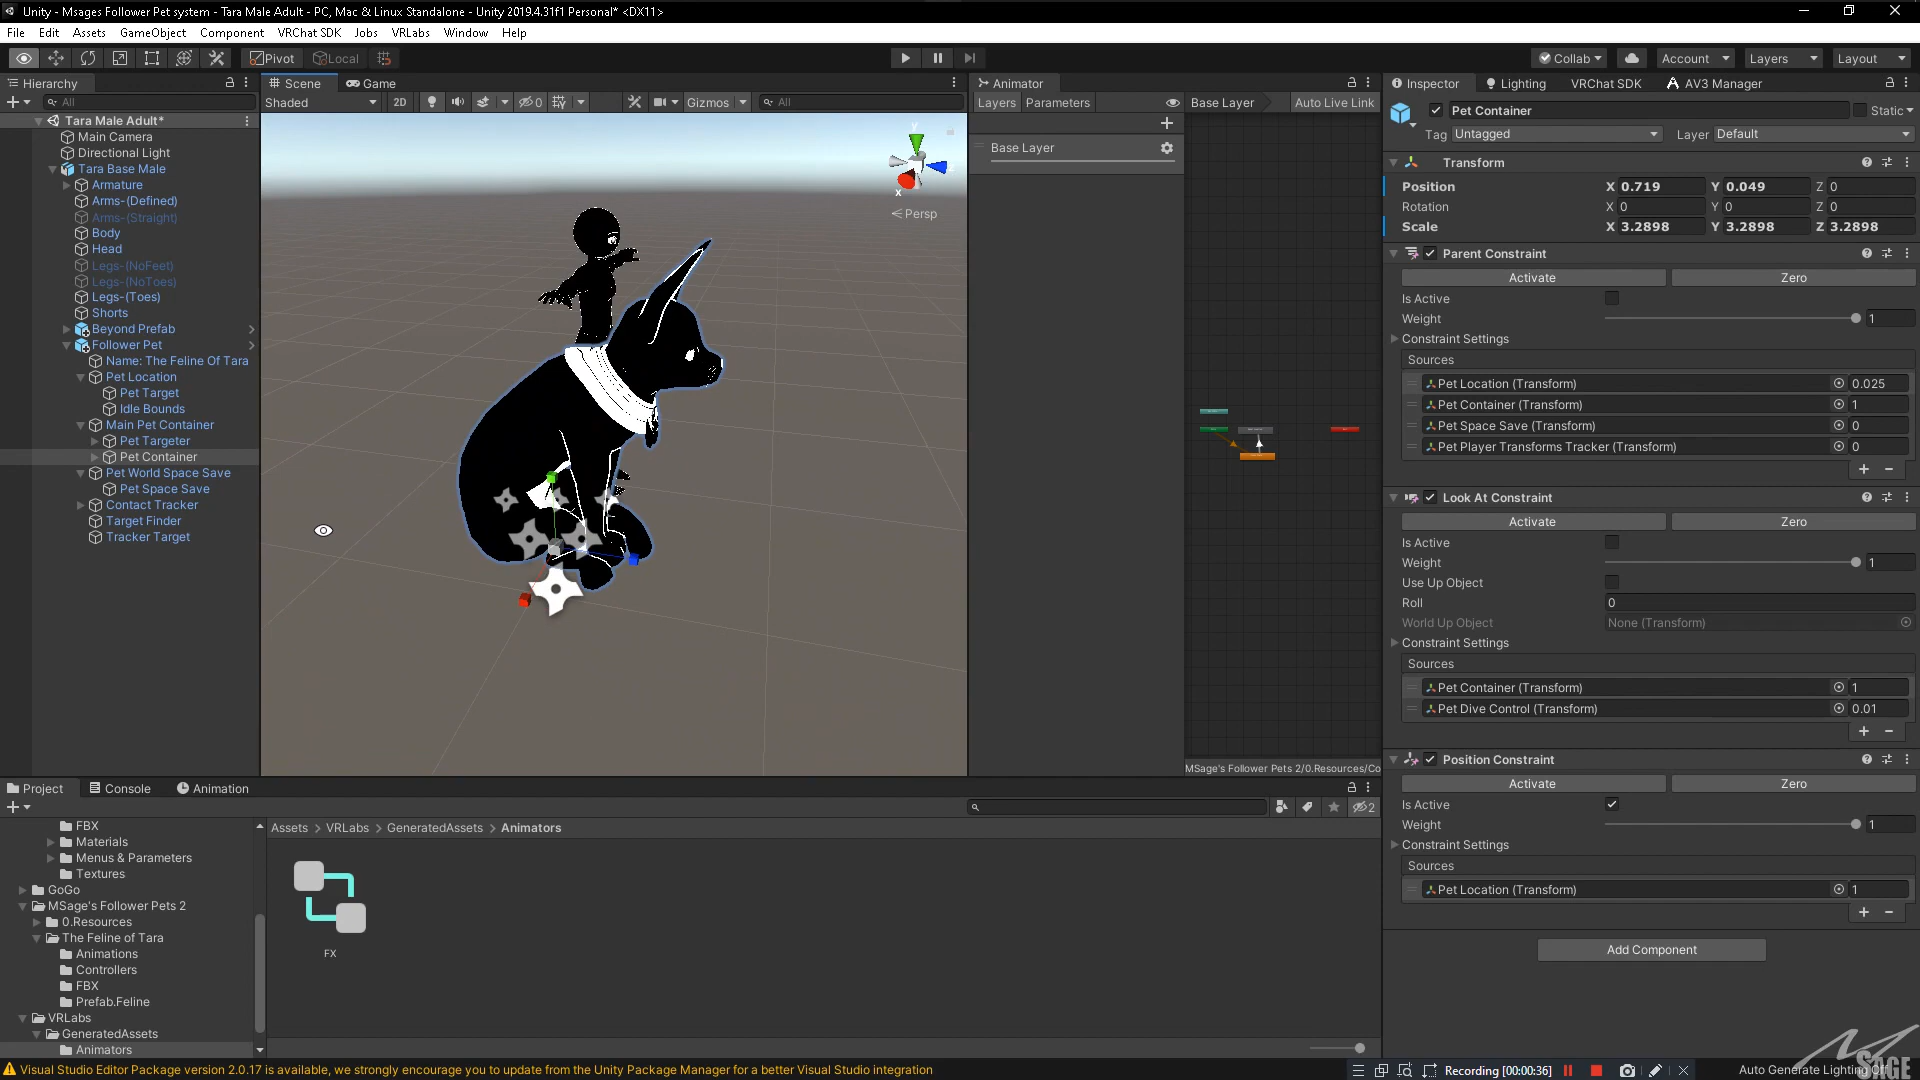 Unity - Msages Follower Pet system - Tara Male Adult - PC, Mac & Linux Standalone - Unity 2019.4.31f1 Personal* <DX11>
File Edit Assets GameObject Component VRChat SDK Jobs VRLabs Window Help
Pivot Local Collab Account Layers Layout
Hierarchy
All
Tara Male Adult*
Main Camera
Directional Light
Tara Base Male
Armature
Arms-(Defined)
Arms-(Straight)
Body
Head
Legs-(NoFeet)
Legs-(NoToes)
Legs-(Toes)
Shorts
Beyond Prefab
Follower Pet
Name: The Feline Of Tara
Pet Location
Pet Target
Idle Bounds
Main Pet Container
Pet Targeter
Pet Container
Pet World Space Save
Pet Space Save
Contact Tracker
Target Finder
Tracker Target
Scene Game
Shaded 2D 0 Gizmos All
y
x
Persp
Animator
Layers Parameters Base Layer Auto Live Link
Base Layer
MSage's Follower Pets 2/0.Resources/Co
Inspector Lighting VRChat SDK AV3 Manager
Pet Container Static
Tag Untagged Layer Default
Transform
Position X 0.719 Y 0.049 Z 0
Rotation X 0 Y 0 Z 0
Scale X 3.2898 Y 3.2898 Z 3.2898
Parent Constraint
Activate Zero
Is Active
Weight 1
Constraint Settings
Sources
Pet Location (Transform) 0.025
Pet Container (Transform) 1
Pet Space Save (Transform) 0
Pet Player Transforms Tracker (Transform) 0
Look At Constraint
Activate Zero
Is Active
Weight 1
Use Up Object
Roll 0
World Up Object None (Transform)
Constraint Settings
Sources
Pet Container (Transform) 1
Pet Dive Control (Transform) 0.01
Position Constraint
Activate Zero
Is Active
Weight 1
Constraint Settings
Sources
Pet Location (Transform) 1
Add Component
Project Console Animation
2
FBX
Materials
Menus & Parameters
Textures
GoGo
MSage's Follower Pets 2
0.Resources
The Feline of Tara
Animations
Controllers
FBX
Prefab.Feline
VRLabs
GeneratedAssets
Animators
Assets > VRLabs > GeneratedAssets > Animators
FX
Visual Studio Editor Package version 2.0.17 is available, we strongly encourage you to update from the Unity Package Manager for a better Visual Studio integration
Recording [00:00:36]
Auto Generate Lighting Off
MSAGE